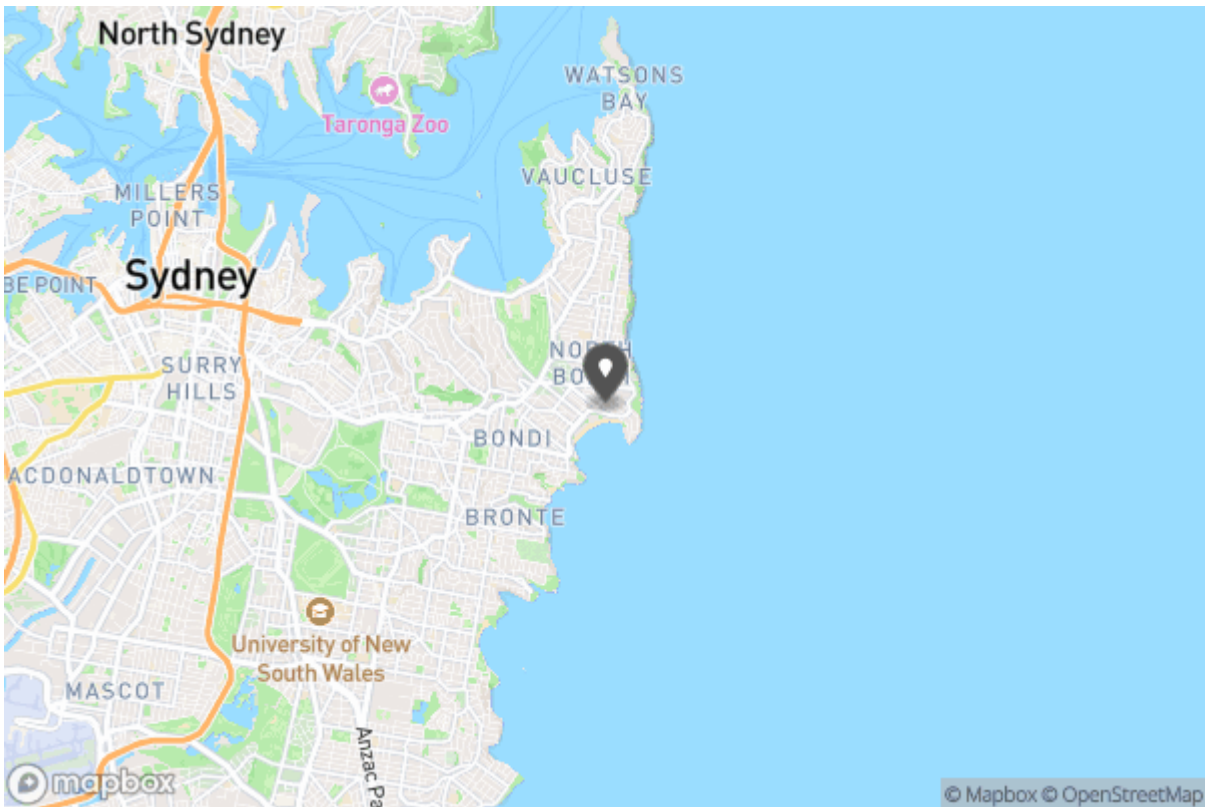 North Sydney
WATSONS
BAY
Taronga Zoo
VAUCLUSE
MILLERS
POINT
Sydney
BE POINT
SURRY
HILLS
NORTH
BONDI
BONDI
ACDONALDTOWN
BRONTE
University of New
South Wales
MASCOT
Anzac Pa
mapbox
© Mapbox © OpenStreetMap